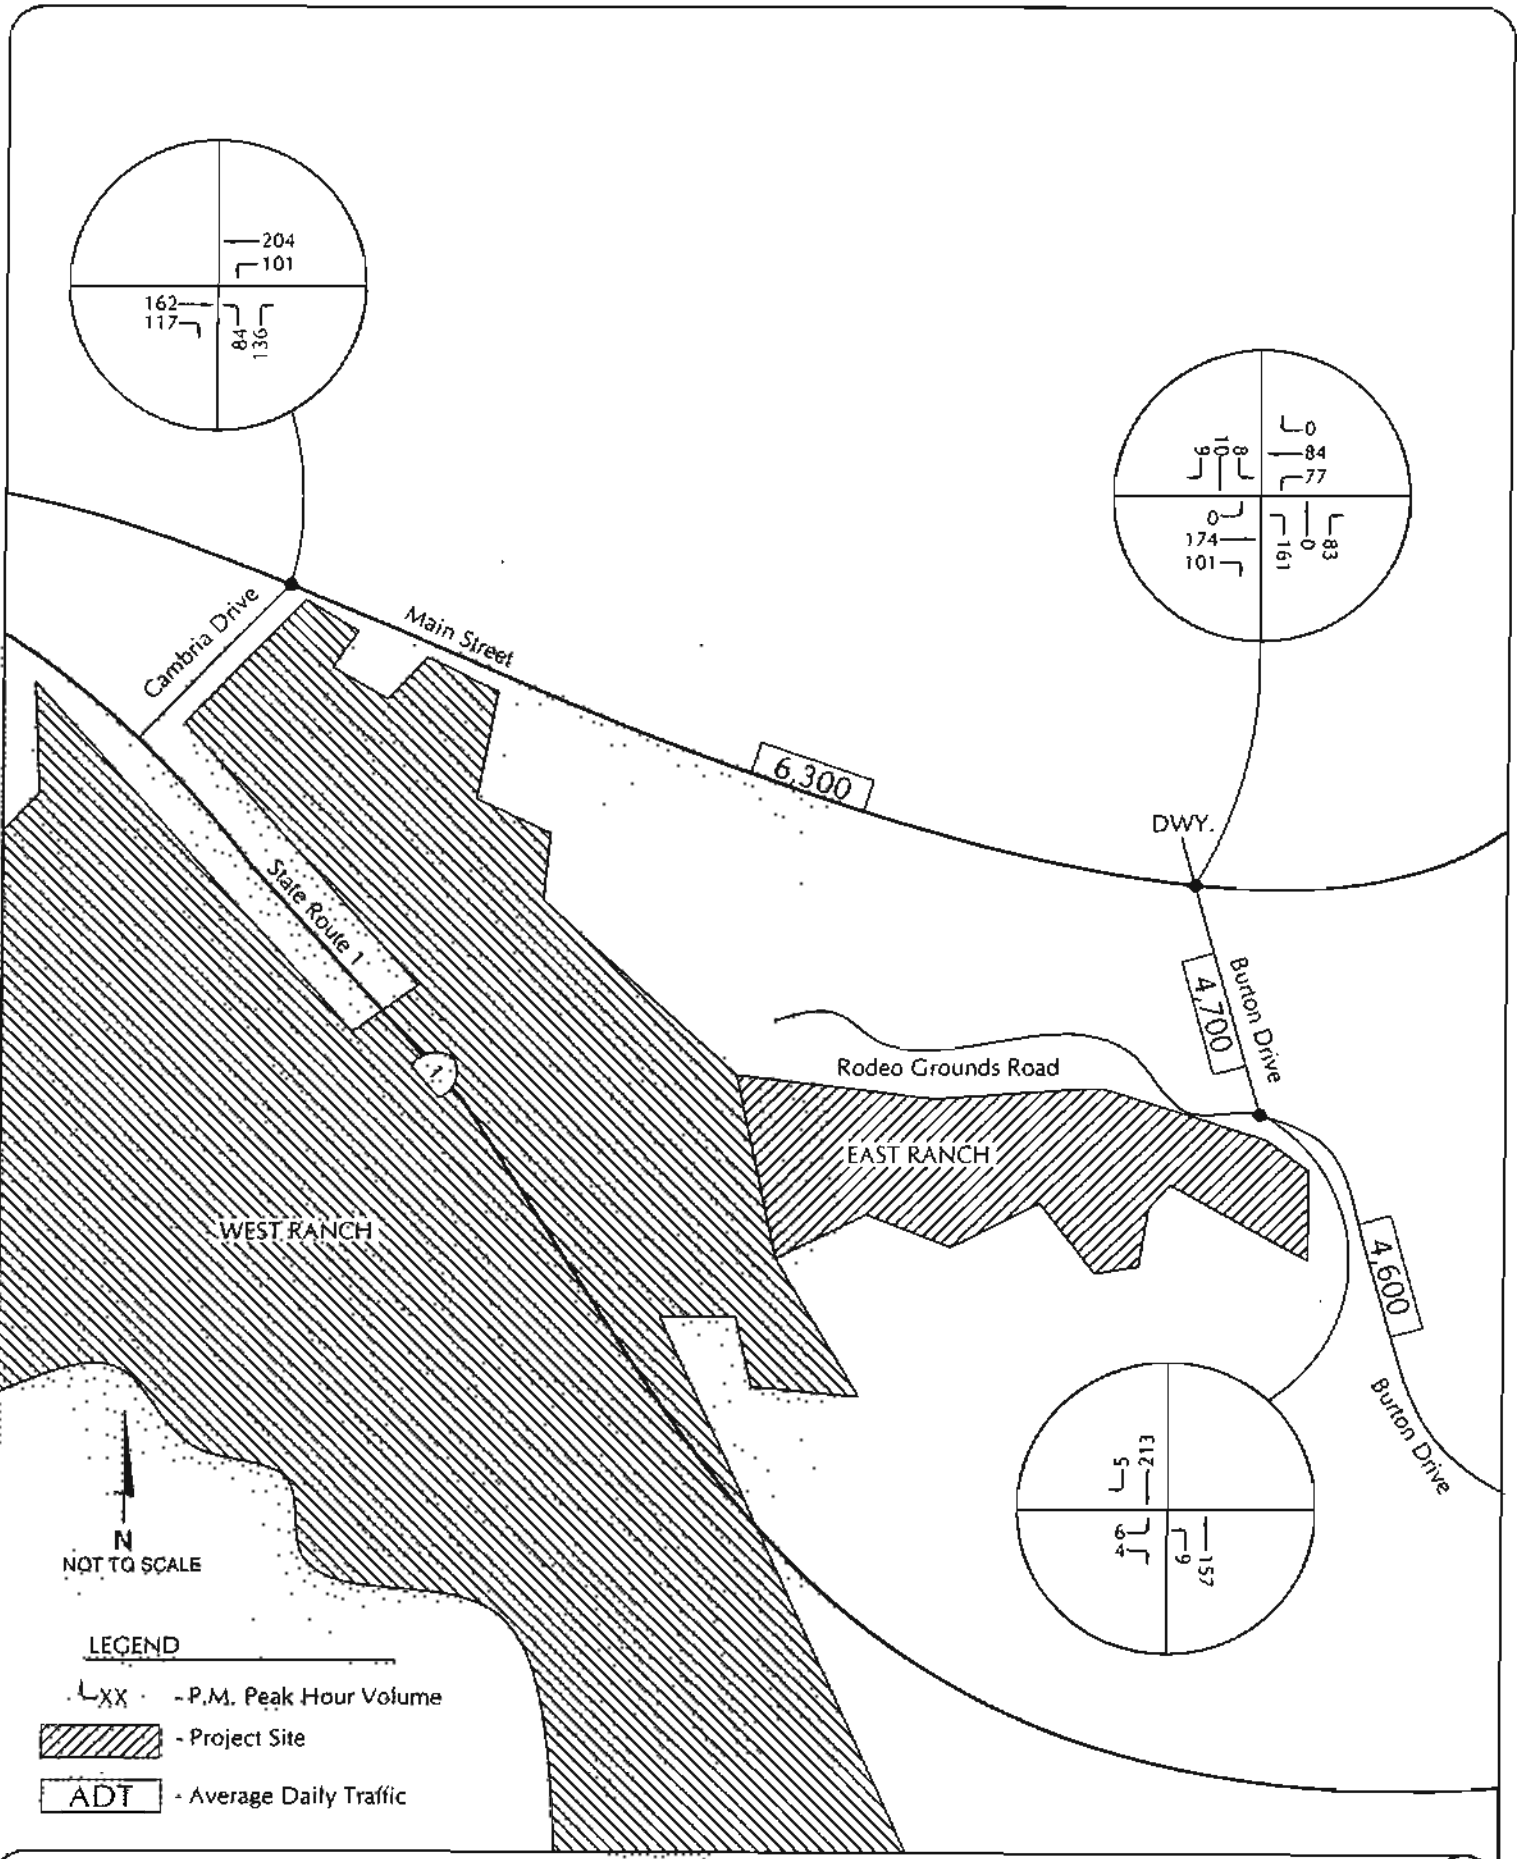 204
101
162
117
84
136
9
10
8
0
84
77
0
174
101
161
0
83
Cambria Drive
Main Street
6,300
DWY.
State Route 1
4,700
Burton Drive
1
Rodeo Grounds Road
EAST RANCH
WEST RANCH
4,600
Burton Drive
5
213
6
4
9
157
N
NOT TO SCALE
LEGEND
XX - P.M. Peak Hour Volume
- Project Site
ADT - Average Daily Traffic